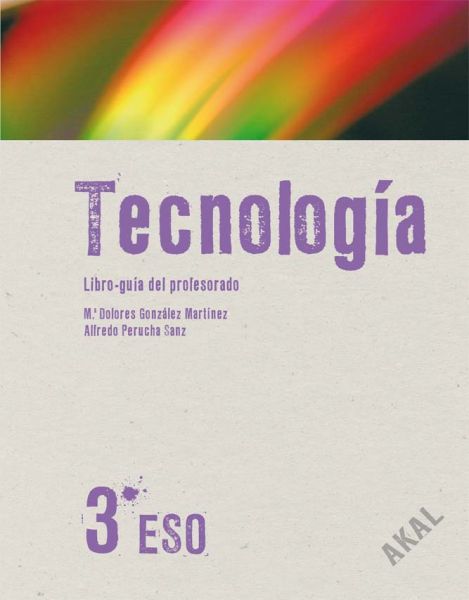 Tecnología
Libro-guía del profesorado
M.ª Dolores González Martínez
Alfredo Perucha Sanz
3 ESO
AKAL